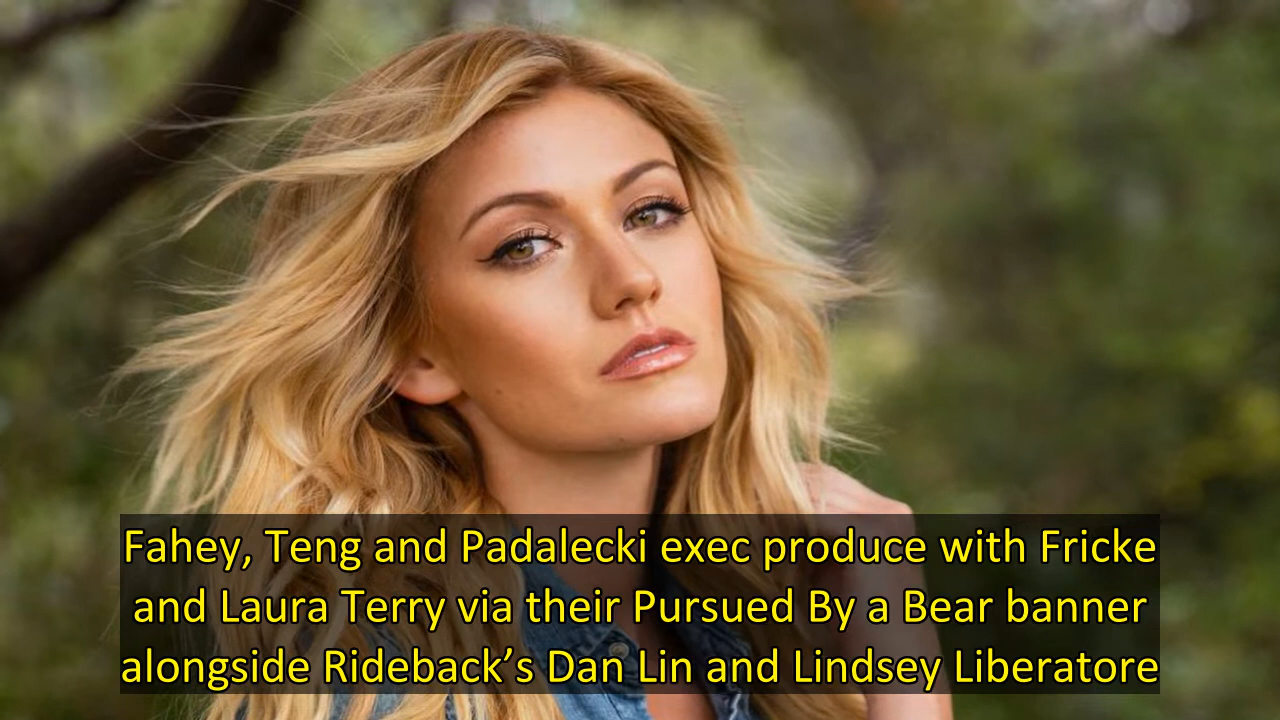 Fahey, Teng and Padalecki exec produce with Fricke
and Laura Terry via their Pursued By a Bear banner
alongside Rideback’s Dan Lin and Lindsey Liberatore